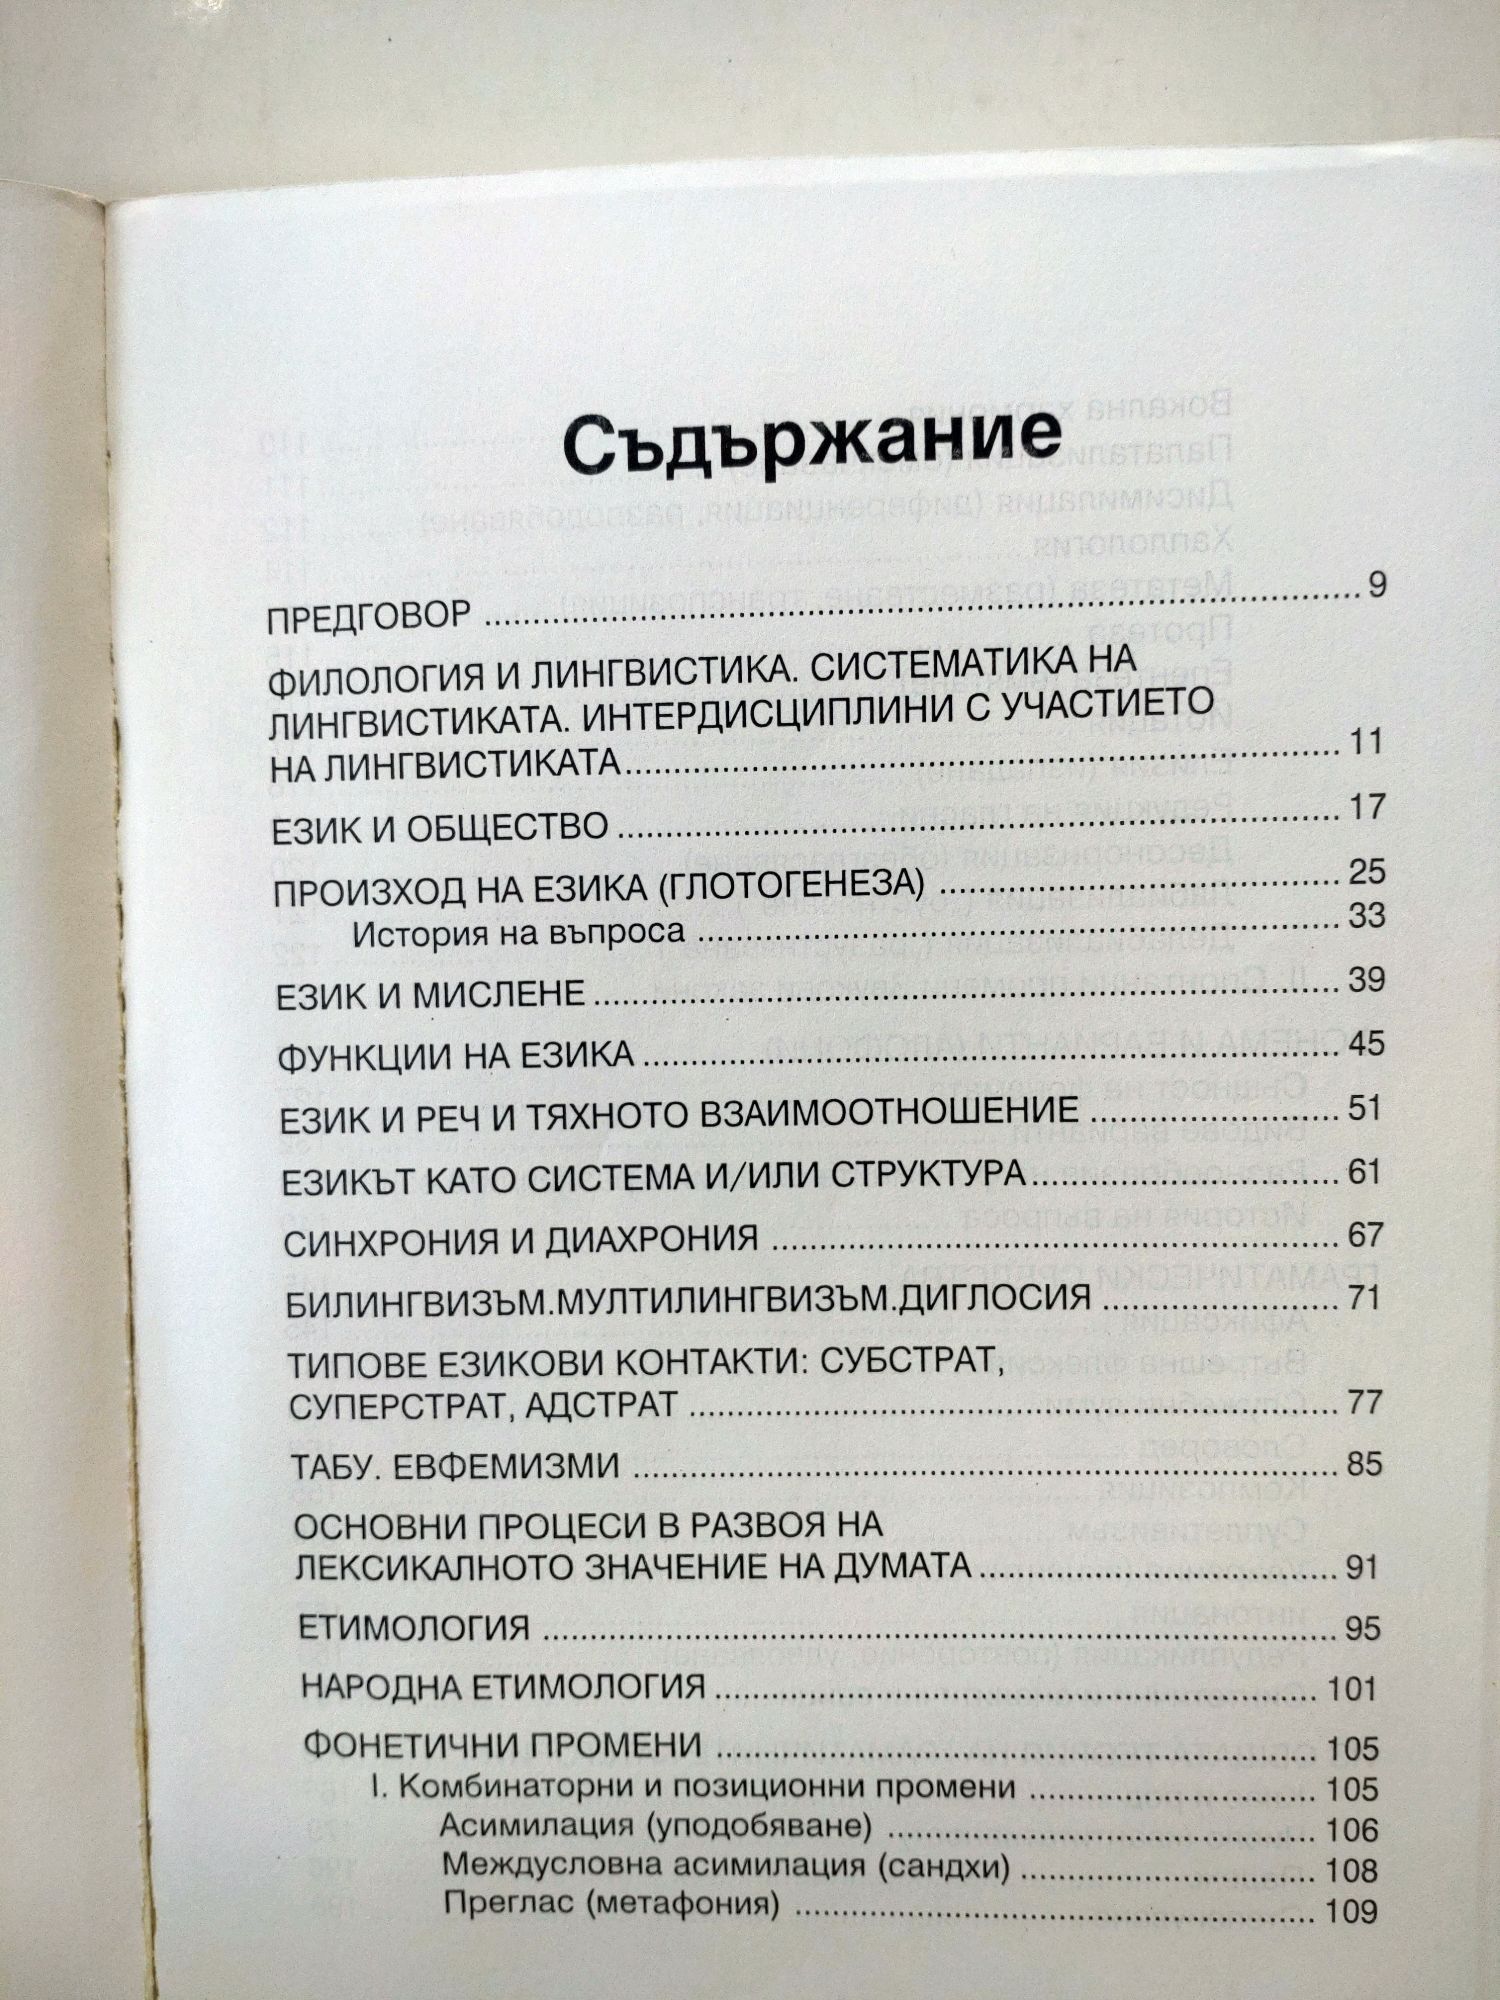 Съдържание
ПРЕДГОВОР ........ 9
ФИЛОЛОГИЯ И ЛИНГВИСТИКА. СИСТЕМАТИКА НА
ЛИНГВИСТИКАТА. ИНТЕРДИСЦИПЛИНИ С УЧАСТИЕТО
НА ЛИНГВИСТИКАТА ........ 11
ЕЗИК И ОБЩЕСТВО ........ 17
ПРОИЗХОД НА ЕЗИКА (ГЛОТОГЕНЕЗА) ........ 25
История на въпроса ........ 33
ЕЗИК И МИСЛЕНЕ ........ 39
ФУНКЦИИ НА ЕЗИКА ........ 45
ЕЗИК И РЕЧ И ТЯХНОТО ВЗАИМООТНОШЕНИЕ ........ 51
ЕЗИКЪТ КАТО СИСТЕМА И/ИЛИ СТРУКТУРА ........ 61
СИНХРОНИЯ И ДИАХРОНИЯ ........ 67
БИЛИНГВИЗЪМ.МУЛТИЛИНГВИЗЪМ.ДИГЛОСИЯ ........ 71
ТИПОВЕ ЕЗИКОВИ КОНТАКТИ: СУБСТРАТ,
СУПЕРСТРАТ, АДСТРАТ ........ 77
ТАБУ. ЕВФЕМИЗМИ ........ 85
ОСНОВНИ ПРОЦЕСИ В РАЗВОЯ НА
ЛЕКСИКАЛНОТО ЗНАЧЕНИЕ НА ДУМАТА ........ 91
ЕТИМОЛОГИЯ ........ 95
НАРОДНА ЕТИМОЛОГИЯ ........ 101
ФОНЕТИЧНИ ПРОМЕНИ ........ 105
I. Комбинаторни и позиционни промени ........ 105
Асимилация (уподобяване) ........ 106
Междусловна асимилация (сандхи) ........ 108
Преглас (метафония) ........ 109